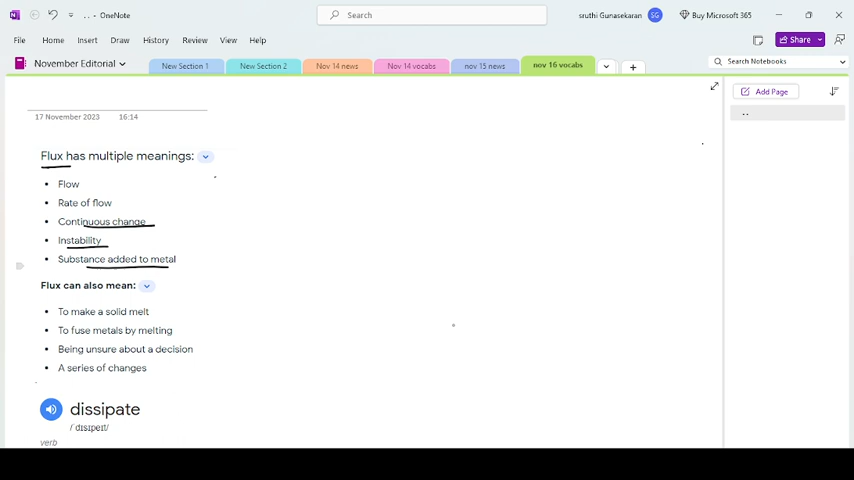 .. - OneNote
Search
sruthi Gunasekaran
SG
Buy Microsoft 365
File
Home
Insert
Draw
History
Review
View
Help
Share
November Editorial
New Section 1
New Section 2
Nov 14 news
Nov 14 vocabs
nov 15 news
nov 16 vocabs
Search Notebooks
Add Page
..
17 November 2023 16:14
Flux has multiple meanings:
• Flow
• Rate of flow
• Continuous change
• Instability
• Substance added to metal
Flux can also mean:
• To make a solid melt
• To fuse metals by melting
• Being unsure about a decision
• A series of changes
dissipate
/ˈdɪsɪpeɪt/
verb